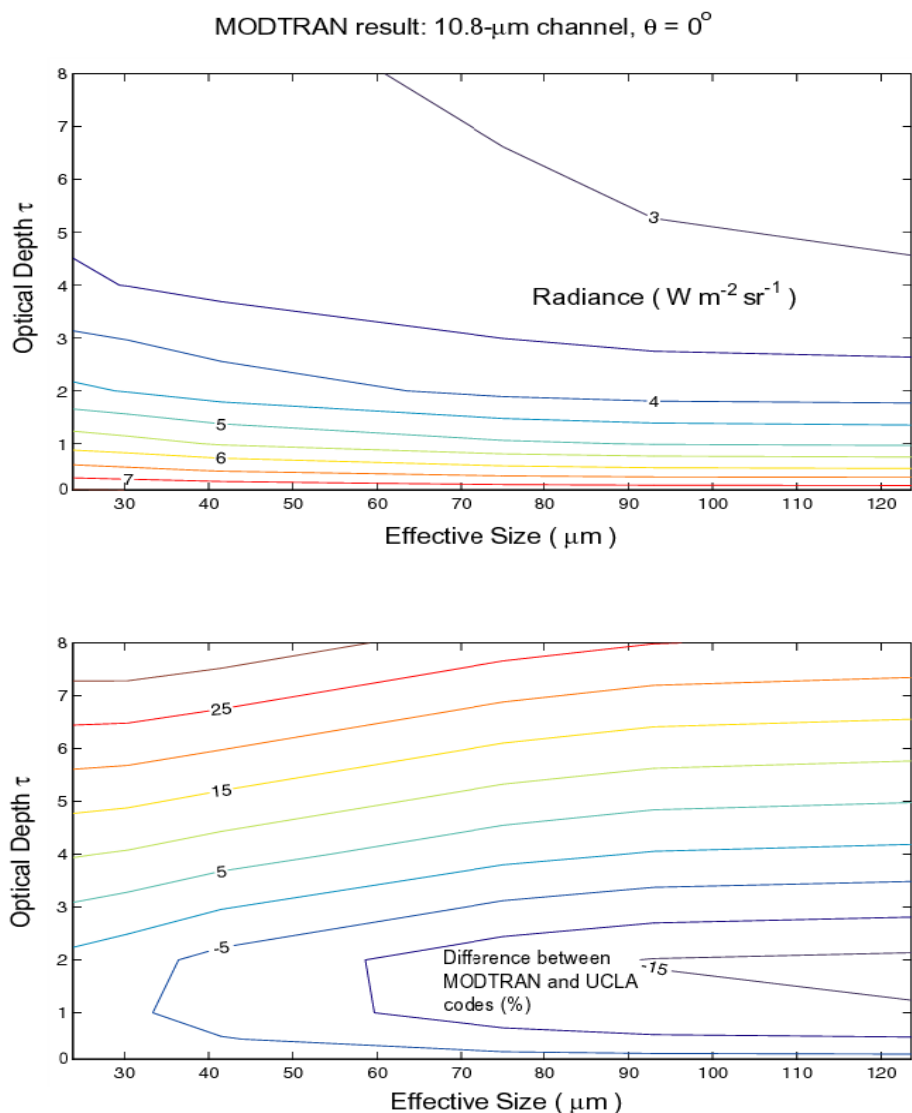 MODTRAN result: 10.8-μm channel, θ = 0°
8
7
6
5
4
3
2
1
0
Optical Depth τ
3
Radiance ( W m⁻² sr⁻¹ )
4
5
6
7
30 40 50 60 70 80 90 100 110 120
Effective Size ( μm )
8
7
6
5
4
3
2
1
0
Optical Depth τ
25
15
5
-5
Difference between
MODTRAN and UCLA
codes (%)
-15
30 40 50 60 70 80 90 100 110 120
Effective Size ( μm )